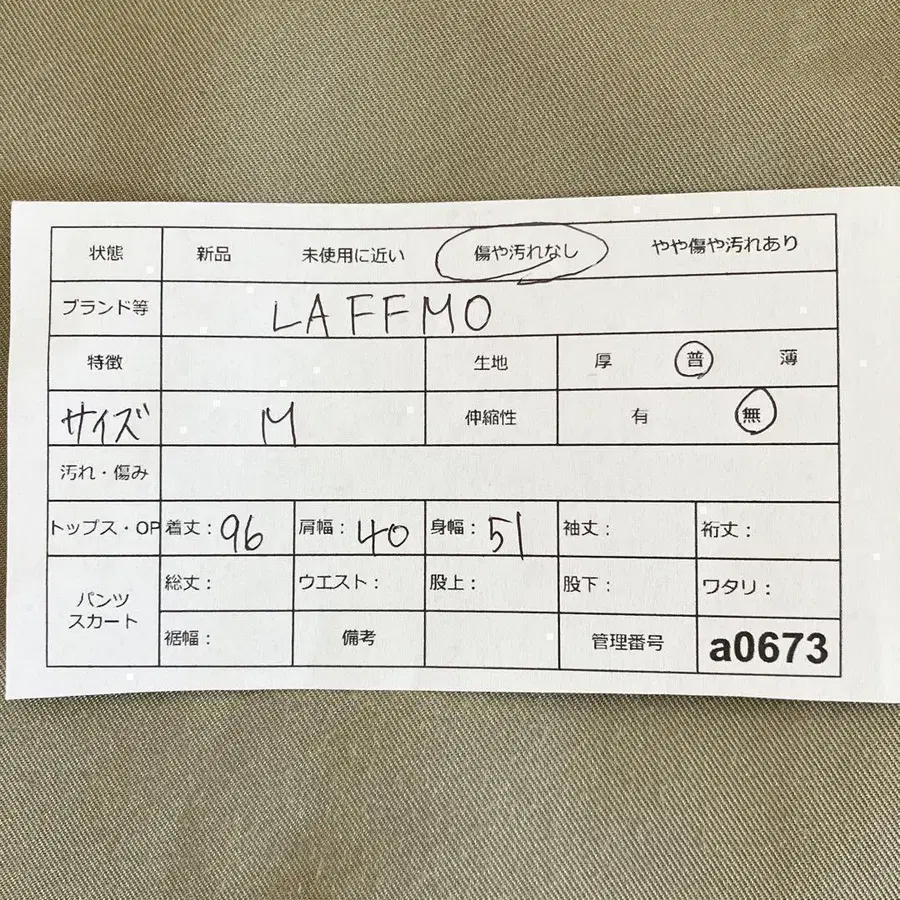 状態 新品 未使用に近い 傷や汚れなし やや傷や汚れあり
ブランド等 LAFFMO
特徴 生地 厚 普 薄
サイズ M 伸縮性 有 無
汚れ・傷み
トップス・OP 着丈: 96 肩幅: 40 身幅: 51 袖丈: 裄丈:
パンツ スカート 総丈: ウエスト: 股上: 股下: ワタリ:
裾幅: 備考 管理番号 a0673